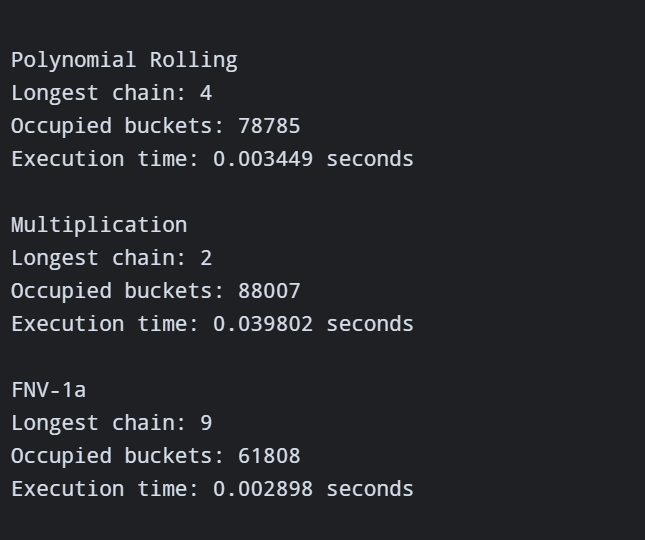 Polynomial Rolling
Longest chain: 4
Occupied buckets: 78785
Execution time: 0.003449 seconds
Multiplication
Longest chain: 2
Occupied buckets: 88007
Execution time: 0.039802 seconds
FNV-1a
Longest chain: 9
Occupied buckets: 61808
Execution time: 0.002898 seconds